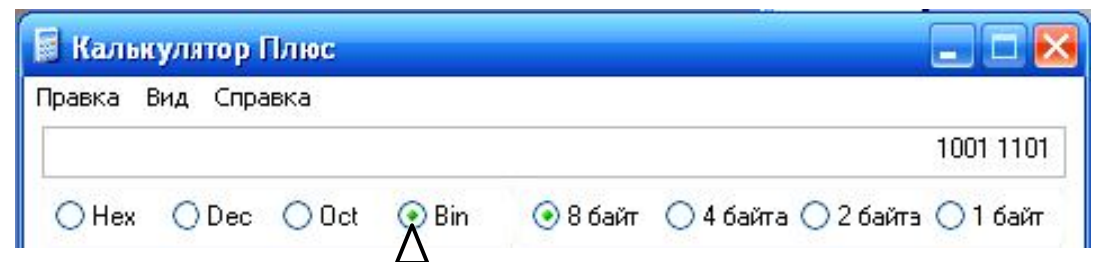 Калькулятор Плюс
Правка Вид Справка
1001 1101
Hex Dec Oct Bin 8 байт 4 байта 2 байта 1 байт